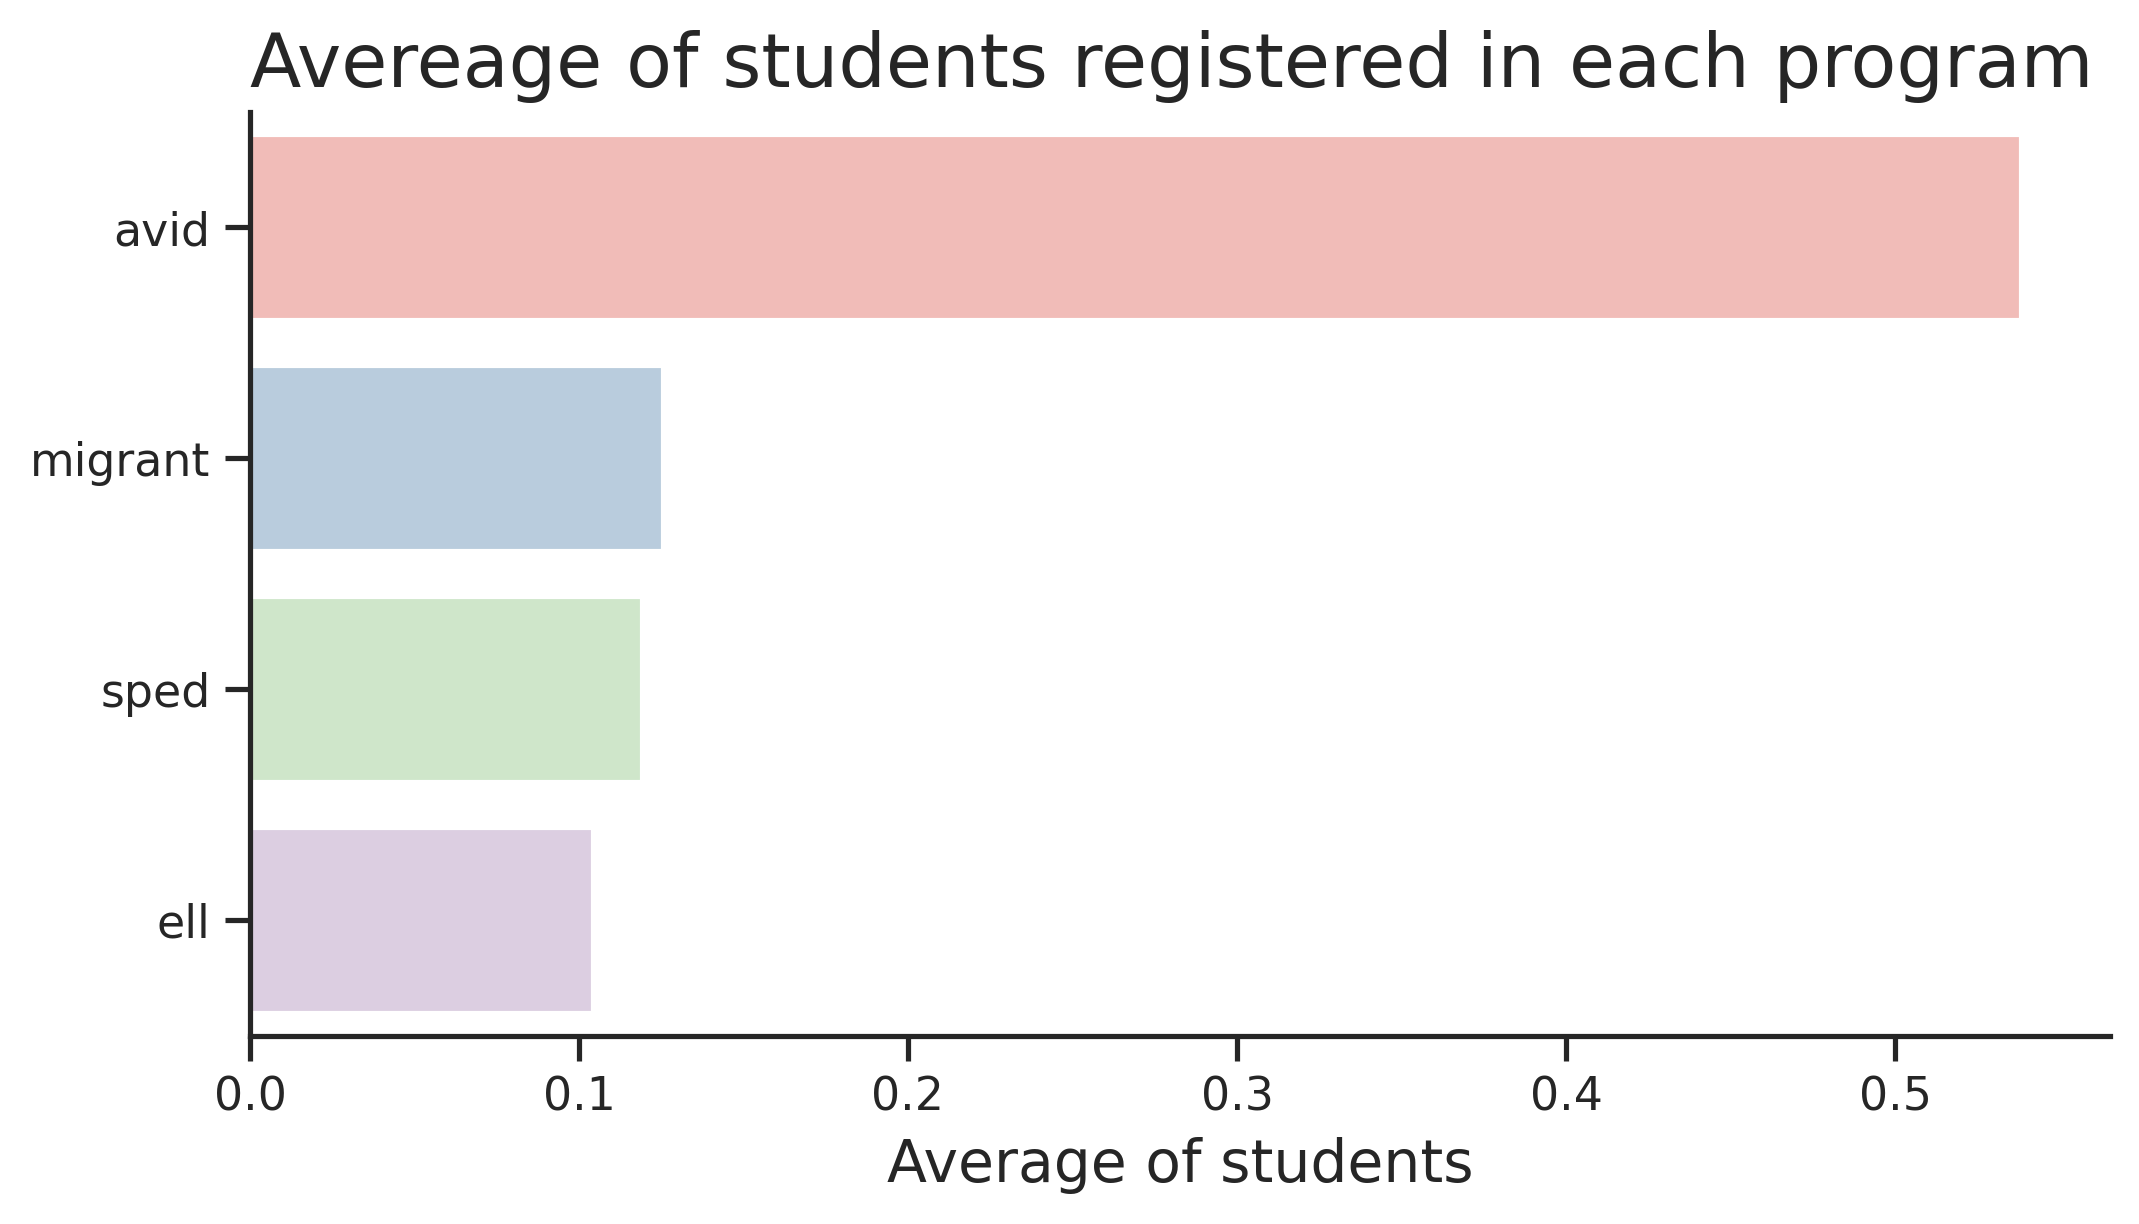 Avereage of students registered in each program
avid
migrant
sped
ell
0.0 0.1 0.2 0.3 0.4 0.5
Average of students